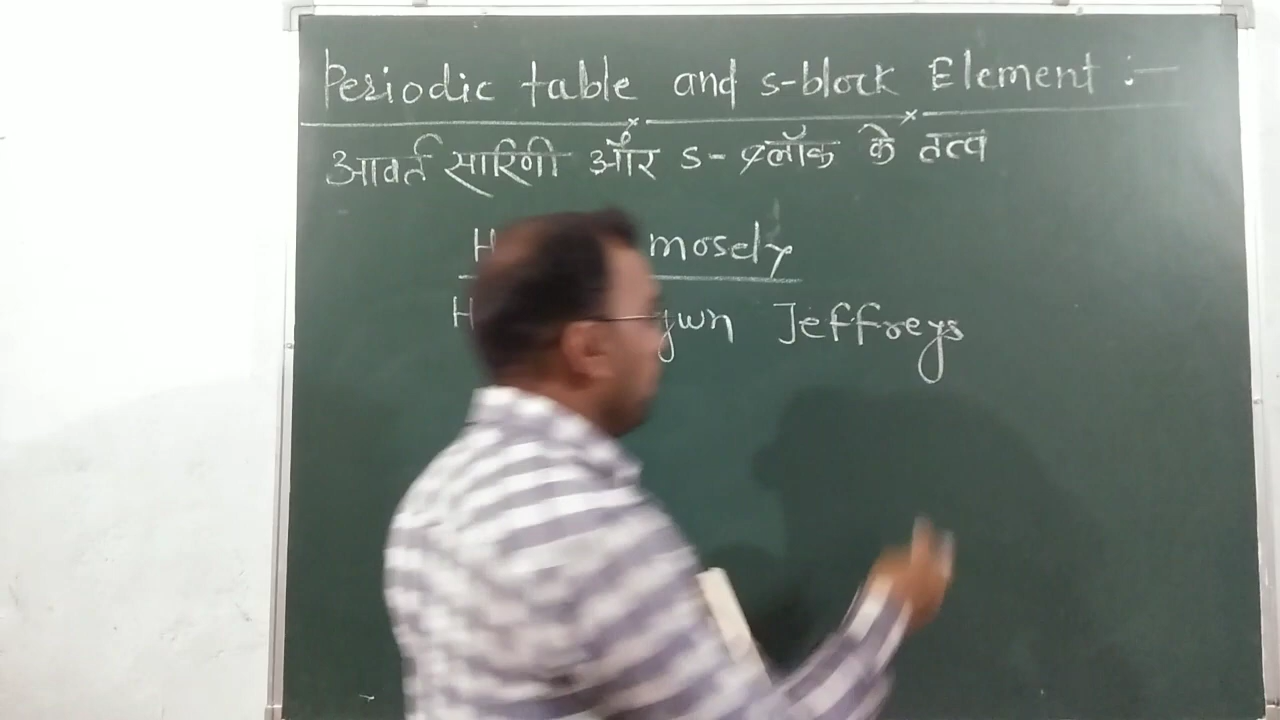 Periodic table and s-block Element :-
आवर्त सारिणी और s-ब्लॉक के तत्व
mosely
Jeffreys